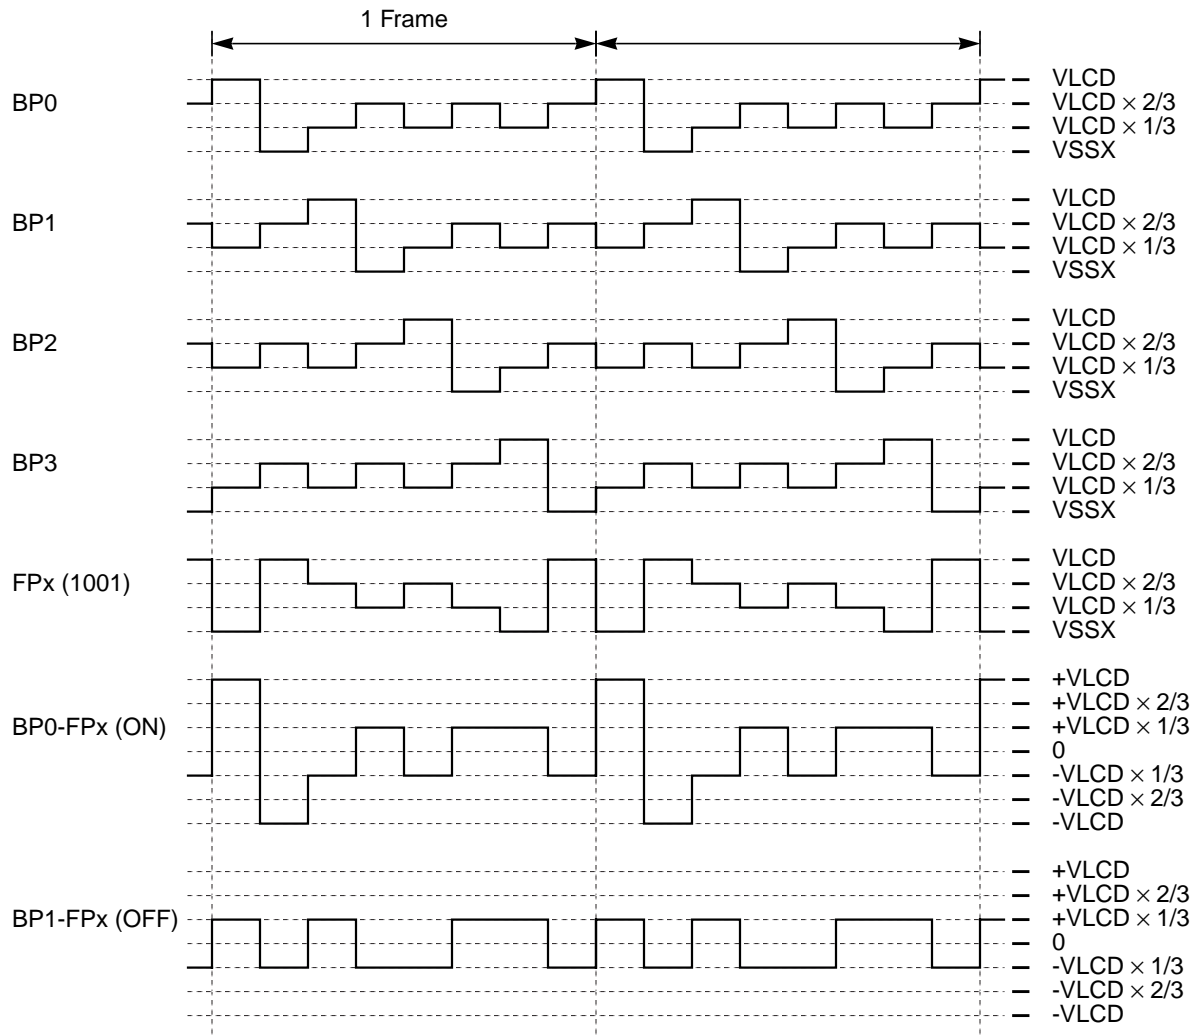 1 Frame
BP0
VLCD
VLCD × 2/3
VLCD × 1/3
VSSX
BP1
VLCD
VLCD × 2/3
VLCD × 1/3
VSSX
BP2
VLCD
VLCD × 2/3
VLCD × 1/3
VSSX
BP3
VLCD
VLCD × 2/3
VLCD × 1/3
VSSX
FPx (1001)
VLCD
VLCD × 2/3
VLCD × 1/3
VSSX
BP0-FPx (ON)
+VLCD
+VLCD × 2/3
+VLCD × 1/3
0
-VLCD × 1/3
-VLCD × 2/3
-VLCD
BP1-FPx (OFF)
+VLCD
+VLCD × 2/3
+VLCD × 1/3
0
-VLCD × 1/3
-VLCD × 2/3
-VLCD